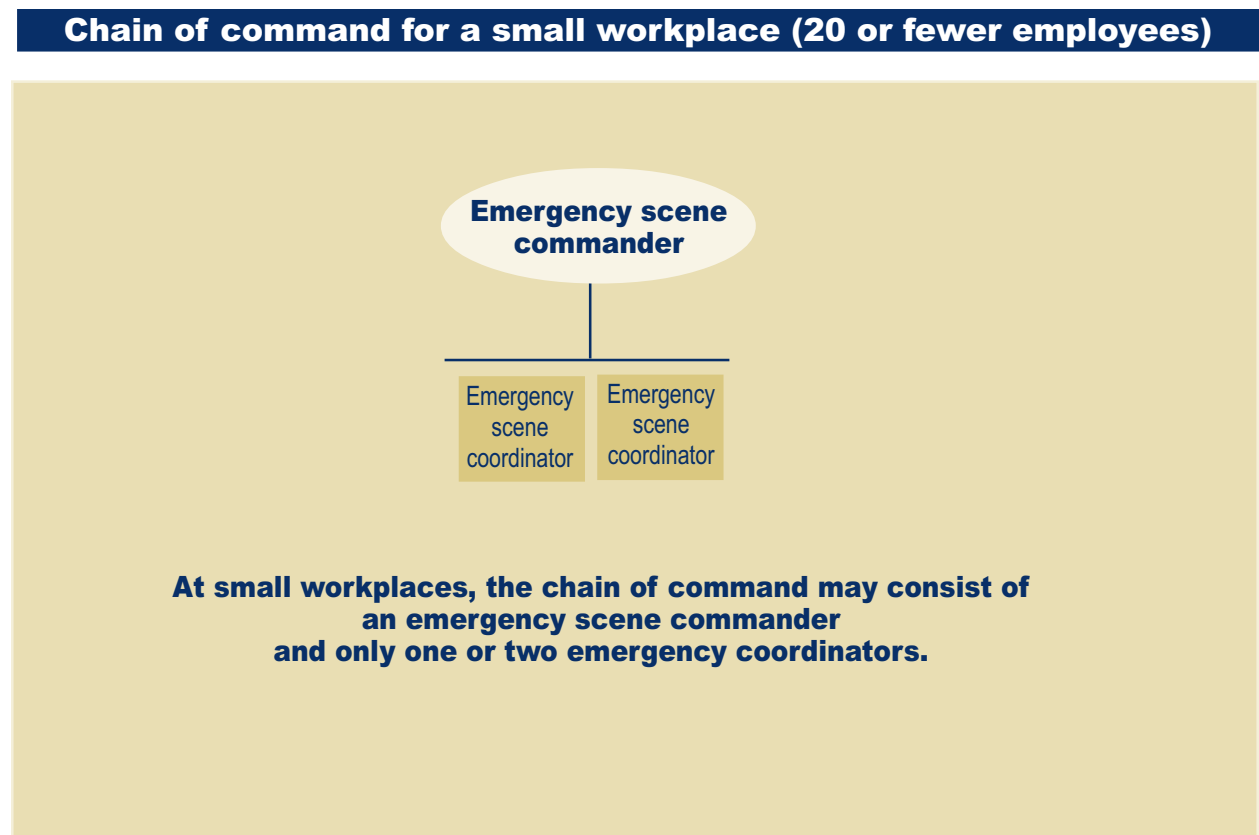 Chain of command for a small workplace (20 or fewer employees)
Emergency scene
commander
Emergency
scene
coordinator
Emergency
scene
coordinator
At small workplaces, the chain of command may consist of
an emergency scene commander
and only one or two emergency coordinators.